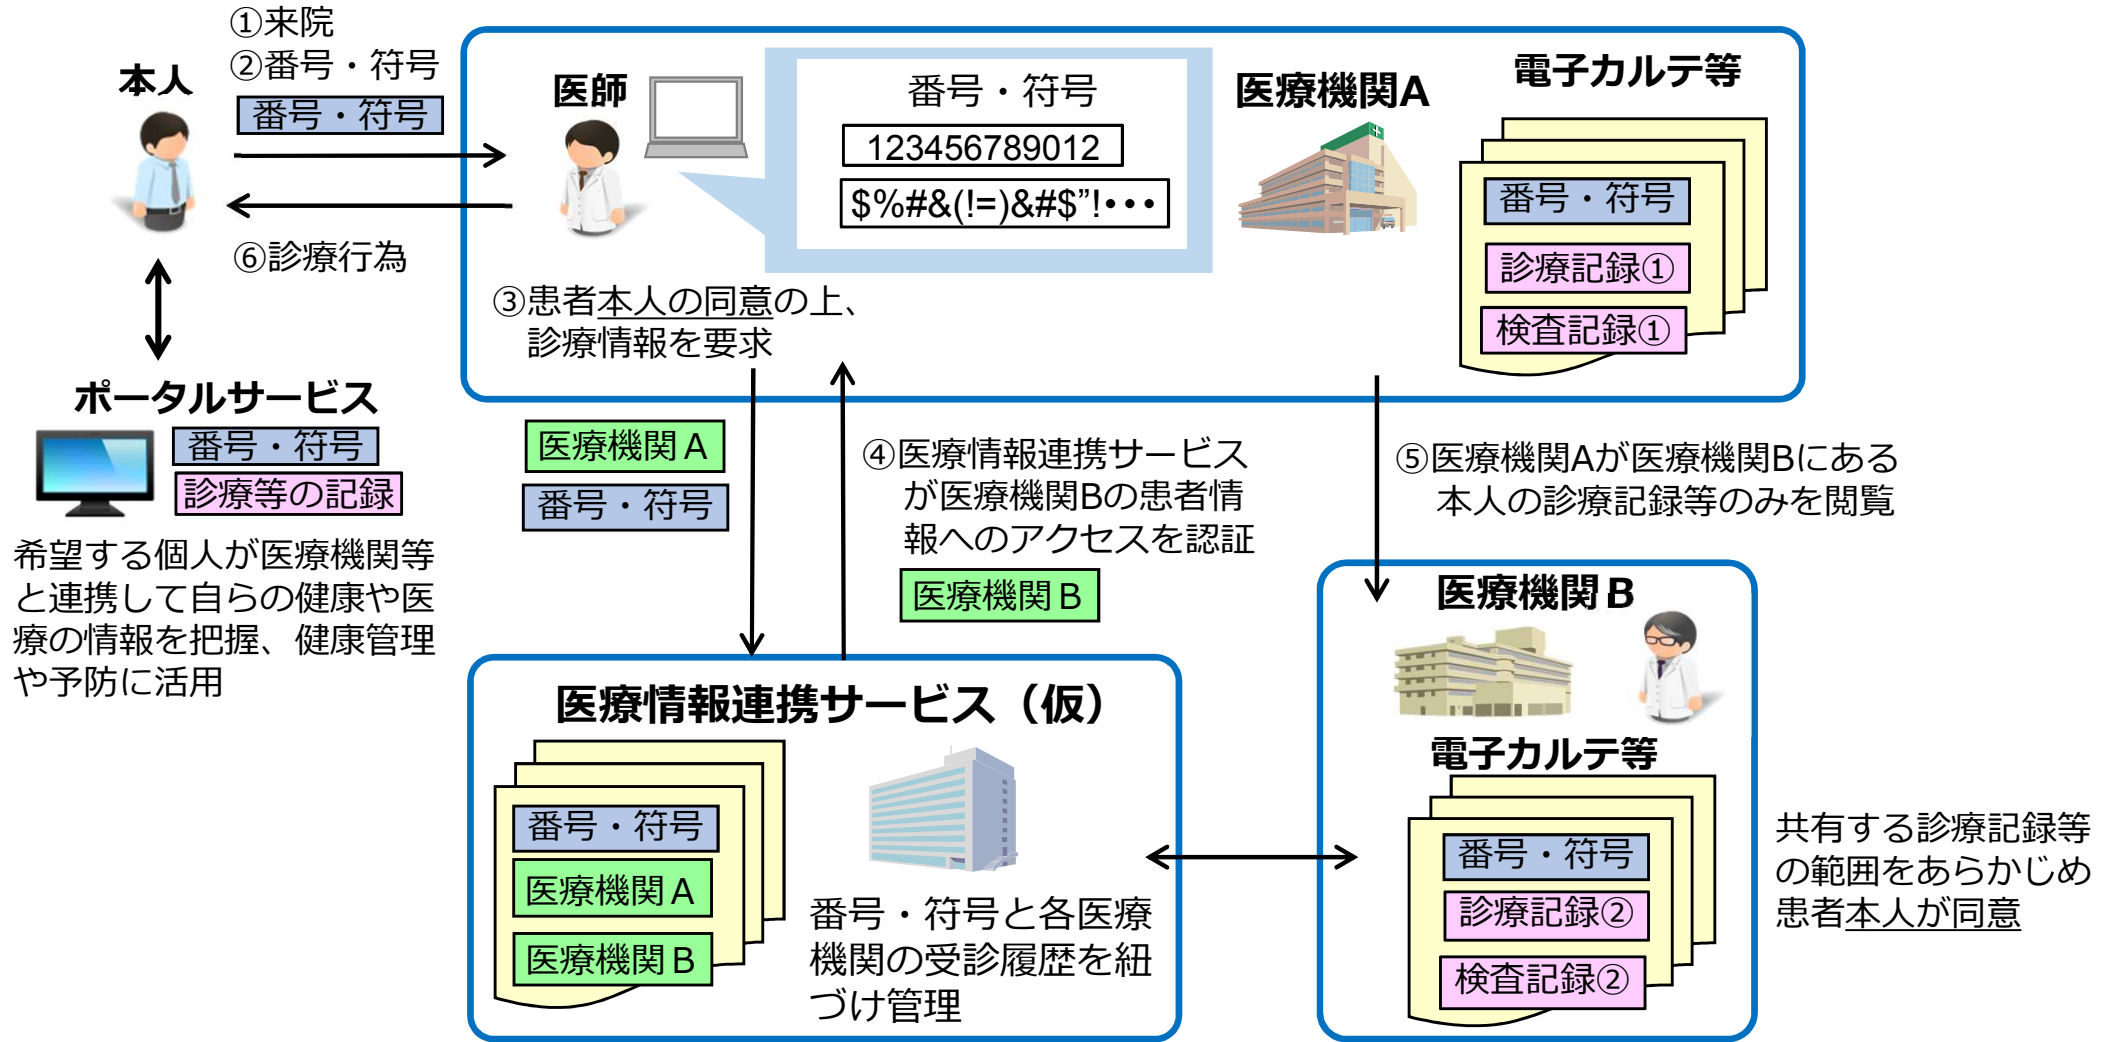 ①来院
②番号・符号
番号・符号
本人
⑥診療行為
医師
番号・符号
123456789012
$%#&(!=)&#$”!・・・
医療機関A
電子カルテ等
番号・符号
診療記録①
検査記録①
③患者本人の同意の上、
診療情報を要求
ポータルサービス
番号・符号
診療等の記録
希望する個人が医療機関等
と連携して自らの健康や医
療の情報を把握、健康管理
や予防に活用
医療機関Ａ
番号・符号
④医療情報連携サービス
が医療機関Bの患者情
報へのアクセスを認証
医療機関Ｂ
⑤医療機関Aが医療機関Bにある
本人の診療記録等のみを閲覧
医療情報連携サービス（仮）
番号・符号
医療機関Ａ
医療機関Ｂ
番号・符号と各医療
機関の受診履歴を紐
づけ管理
医療機関Ｂ
電子カルテ等
番号・符号
診療記録②
検査記録②
共有する診療記録等
の範囲をあらかじめ
患者本人が同意